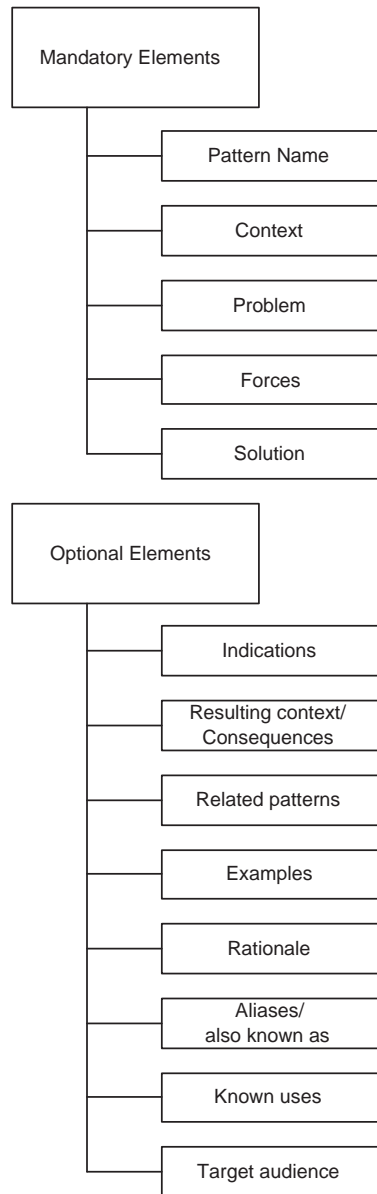 Mandatory Elements
Pattern Name
Context
Problem
Forces
Solution
Optional Elements
Indications
Resulting context/
Consequences
Related patterns
Examples
Rationale
Aliases/
also known as
Known uses
Target audience